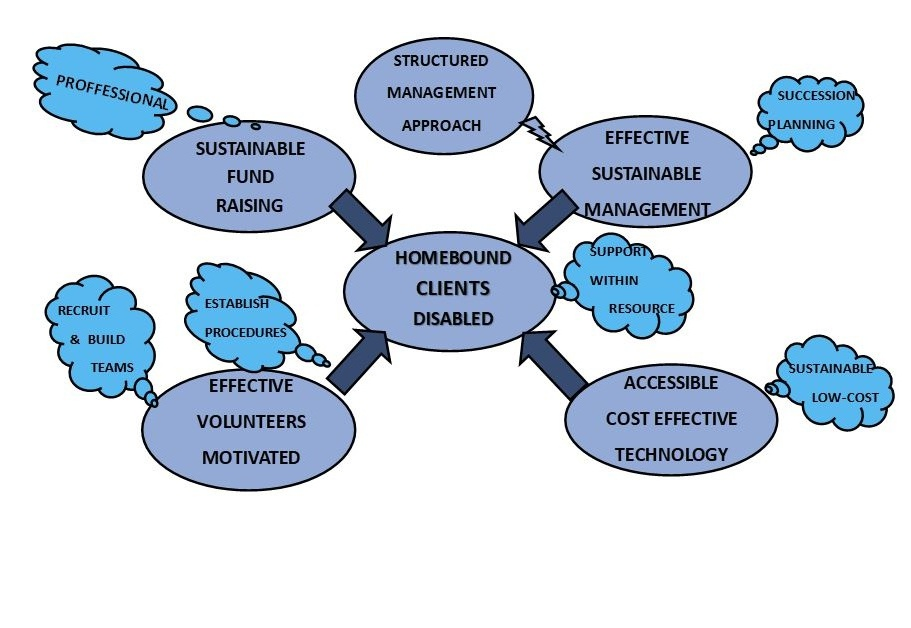 PROFFESSIONAL
SUSTAINABLE
FUND
RAISING
STRUCTURED
MANAGEMENT
APPROACH
EFFECTIVE
SUSTAINABLE
MANAGEMENT
SUCCESSION
PLANNING
HOMEBOUND
CLIENTS
DISABLED
SUPPORT
WITHIN
RESOURCE
RECRUIT
& BUILD
TEAMS
ESTABLISH
PROCEDURES
EFFECTIVE
VOLUNTEERS
MOTIVATED
ACCESSIBLE
COST EFFECTIVE
TECHNOLOGY
SUSTAINABLE
LOW-COST